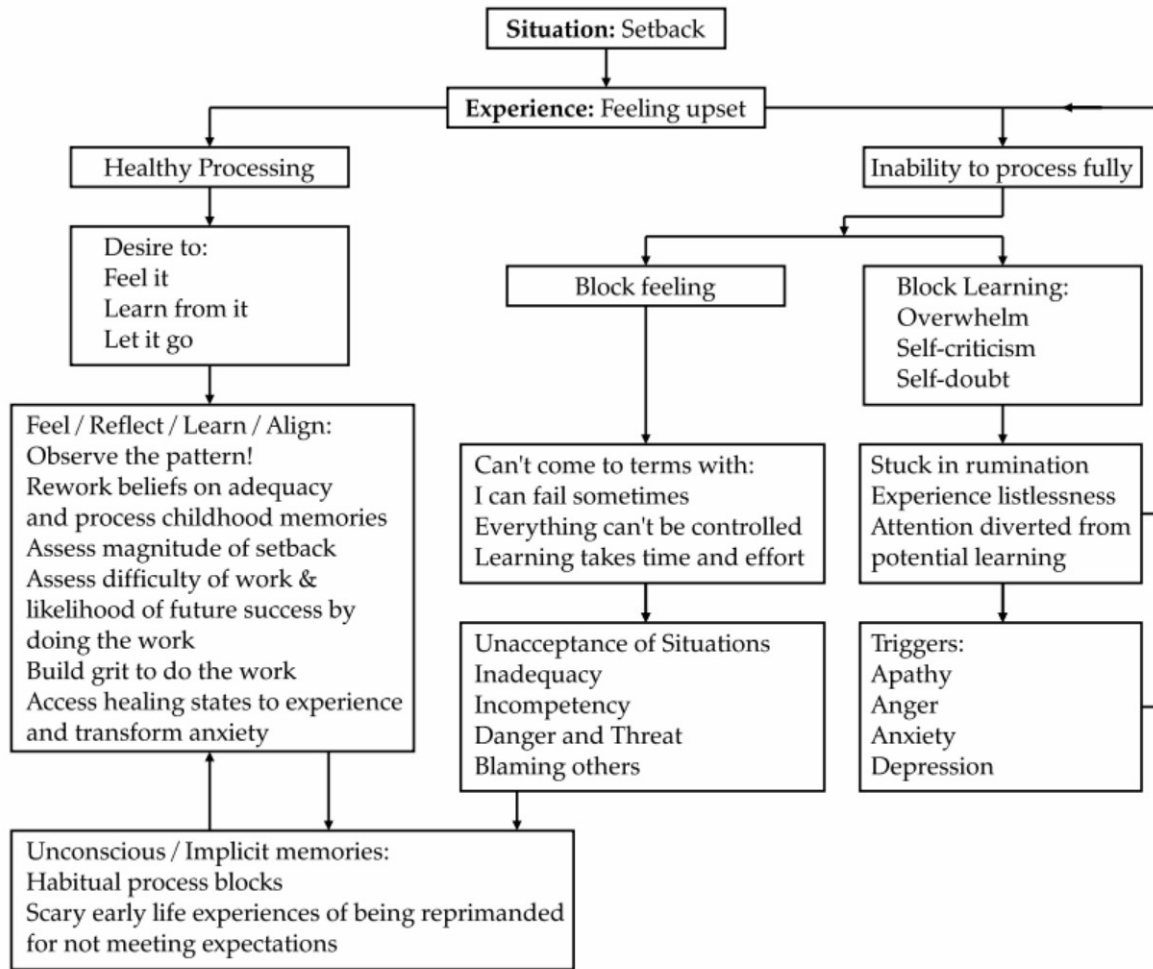 Situation: Setback
Experience: Feeling upset
Healthy Processing
Inability to process fully
Desire to:
Feel it
Learn from it
Let it go
Block feeling
Block Learning:
Overwhelm
Self-criticism
Self-doubt
Feel / Reflect / Learn / Align:
Observe the pattern!
Rework beliefs on adequacy
and process childhood memories
Assess magnitude of setback
Assess difficulty of work &
likelihood of future success by
doing the work
Build grit to do the work
Access healing states to experience
and transform anxiety
Can't come to terms with:
I can fail sometimes
Everything can't be controlled
Learning takes time and effort
Stuck in rumination
Experience listlessness
Attention diverted from
potential learning
Unacceptance of Situations
Inadequacy
Incompetency
Danger and Threat
Blaming others
Triggers:
Apathy
Anger
Anxiety
Depression
Unconscious / Implicit memories:
Habitual process blocks
Scary early life experiences of being reprimanded
for not meeting expectations